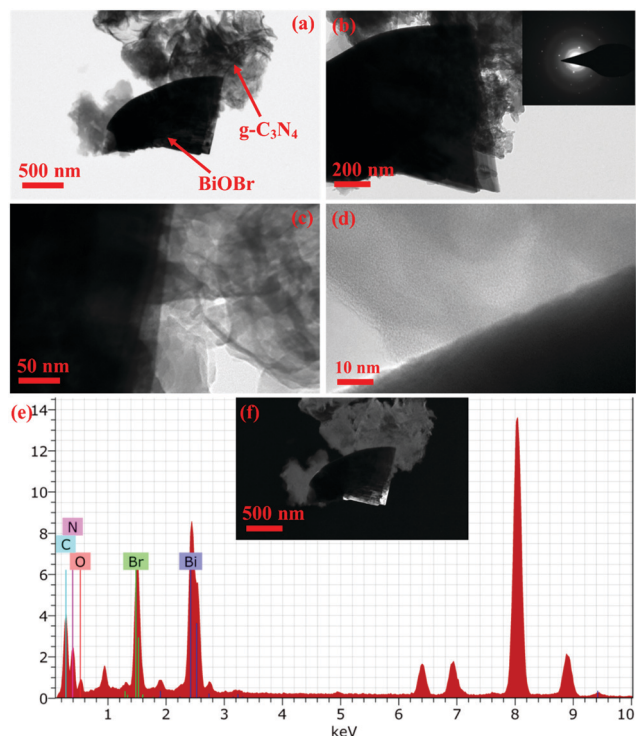 (a)
g-C₃N₄
BiOBr
500 nm
(b)
200 nm
(c)
50 nm
(d)
10 nm
(e)
14
12
10
8
6
4
2
0
N
C
O
Br
Bi
(f)
500 nm
1 2 3 4 5 6 7 8 9 10
keV